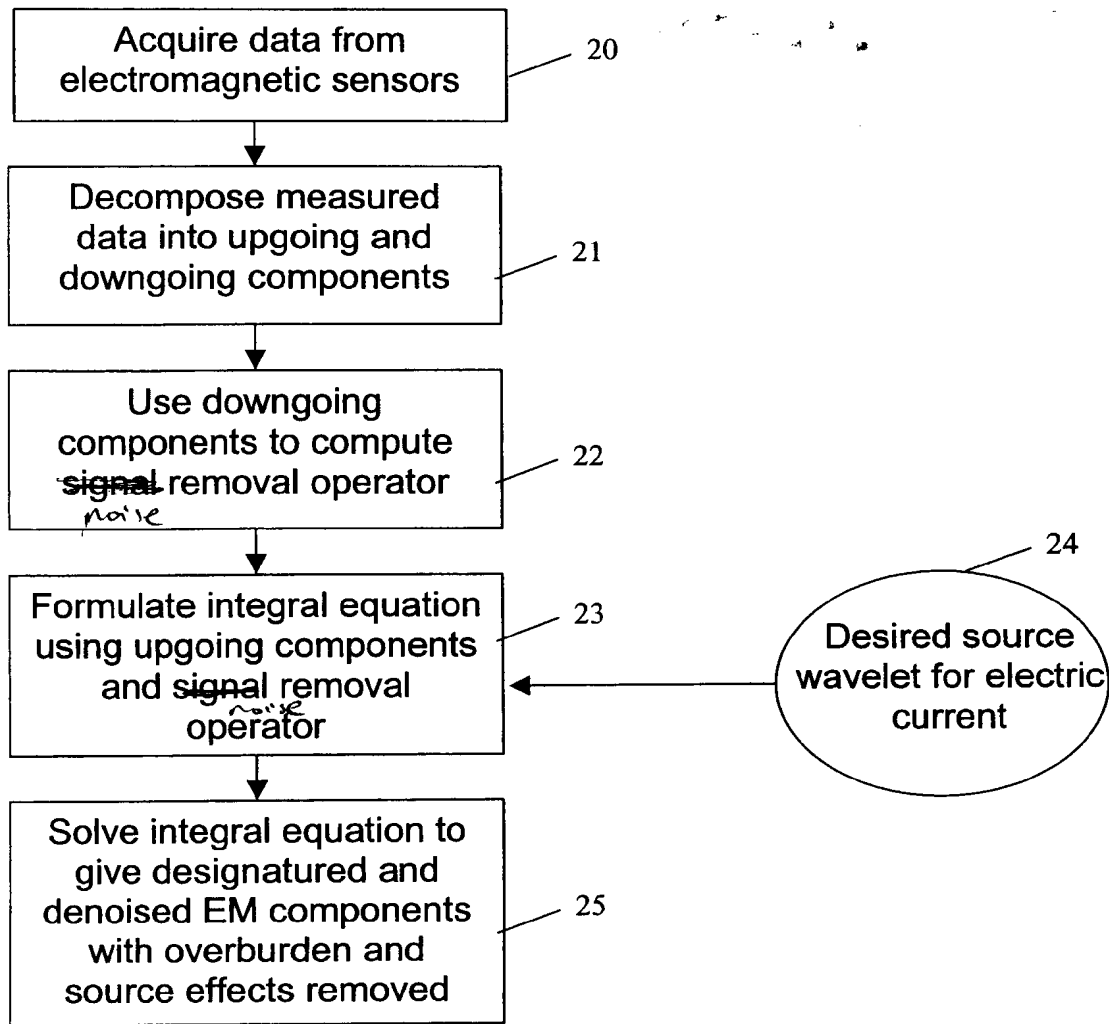 Acquire data from
electromagnetic sensors
20
Decompose measured
data into upgoing and
downgoing components
21
Use downgoing
components to compute
signal removal operator
noise
22
Formulate integral equation
using upgoing components
and signal removal
noise
operator
23
24
Desired source
wavelet for electric
current
Solve integral equation to
give designatured and
denoised EM components
with overburden and
source effects removed
25